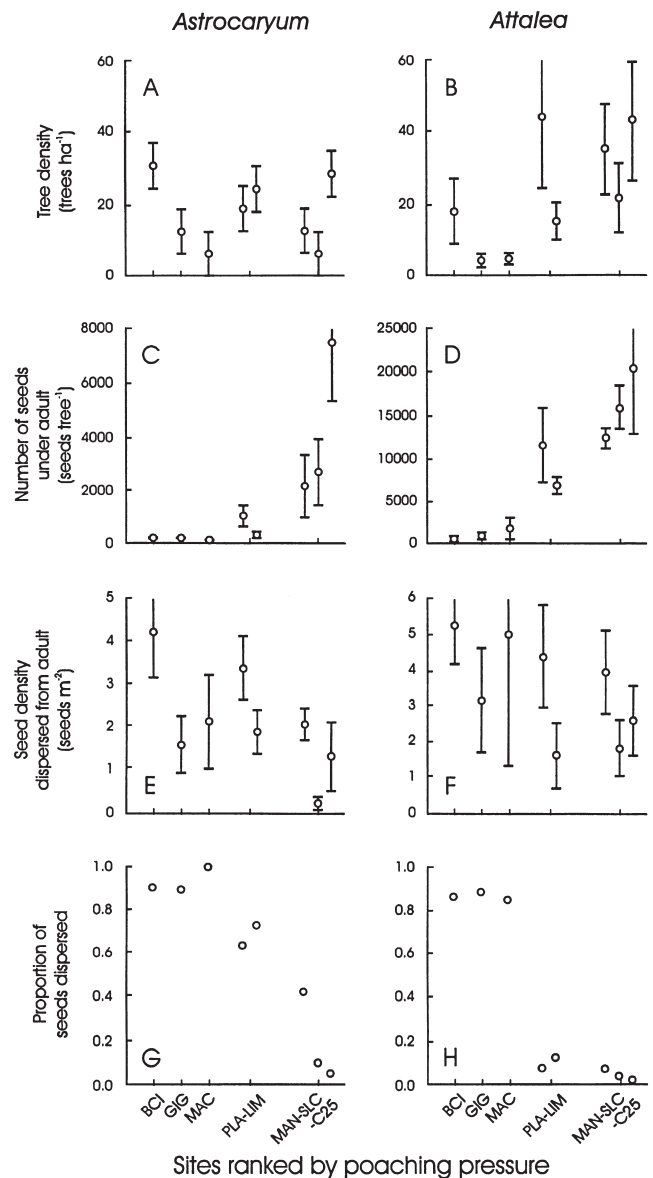 Astrocaryum
Attalea
Tree density
(trees ha-1)
60
40
20
0
A
60
40
20
0
B
Number of seeds
under adult
(seeds tree-1)
8000
6000
4000
2000
0
C
25000
20000
15000
10000
5000
0
D
Seed density
dispersed from adult
(seeds m-2)
5
4
3
2
1
0
E
6
5
4
3
2
1
0
F
Proportion of
seeds dispersed
1.0
0.8
0.6
0.4
0.2
0.0
G
1.0
0.8
0.6
0.4
0.2
0.0
H
BCI
GIG
MAC
PLA-LIM
MAN-SLC
-C25
BCI
GIG
MAC
PLA-LIM
MAN-SLC
-C25
Sites ranked by poaching pressure